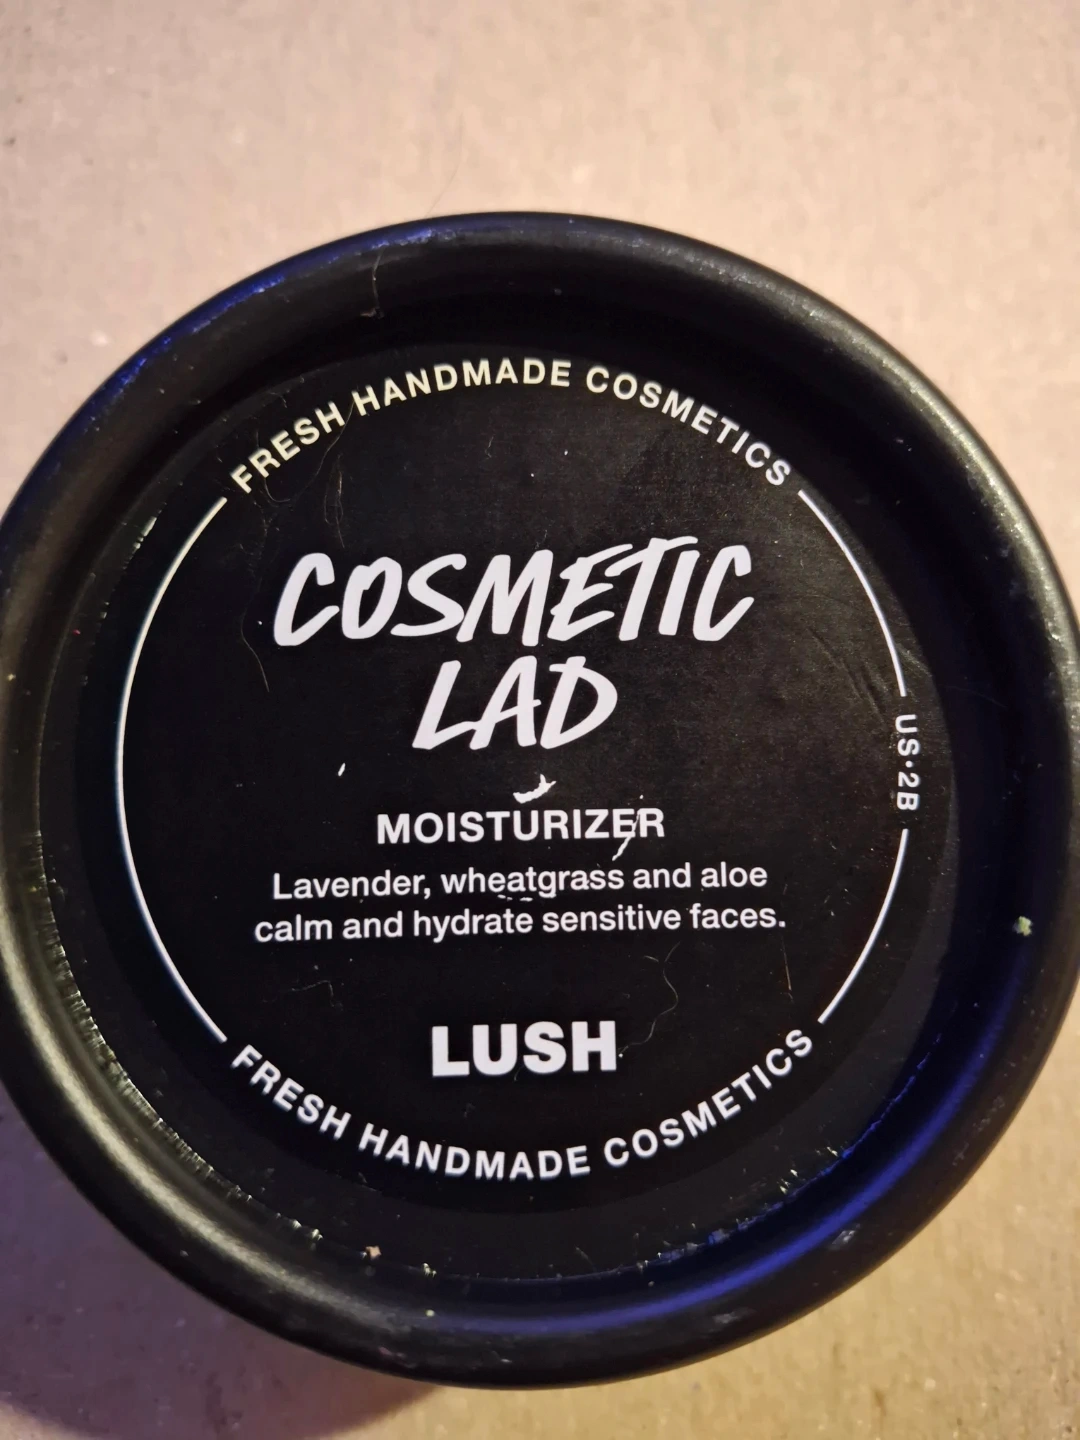 FRESH HANDMADE COSMETICS
COSMETIC
LAD
US·2B
MOISTURIZER
Lavender, wheatgrass and aloe
calm and hydrate sensitive faces.
LUSH
FRESH HANDMADE COSMETICS